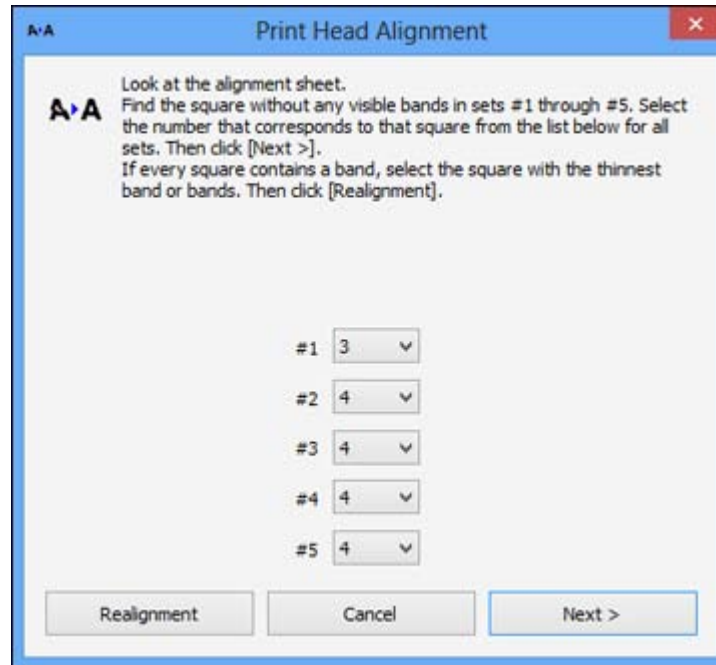 A▸A
Print Head Alignment
A▸A
Look at the alignment sheet.
Find the square without any visible bands in sets #1 through #5. Select
the number that corresponds to that square from the list below for all
sets. Then click [Next >].
If every square contains a band, select the square with the thinnest
band or bands. Then click [Realignment].
#1 3
#2 4
#3 4
#4 4
#5 4
Realignment Cancel Next >